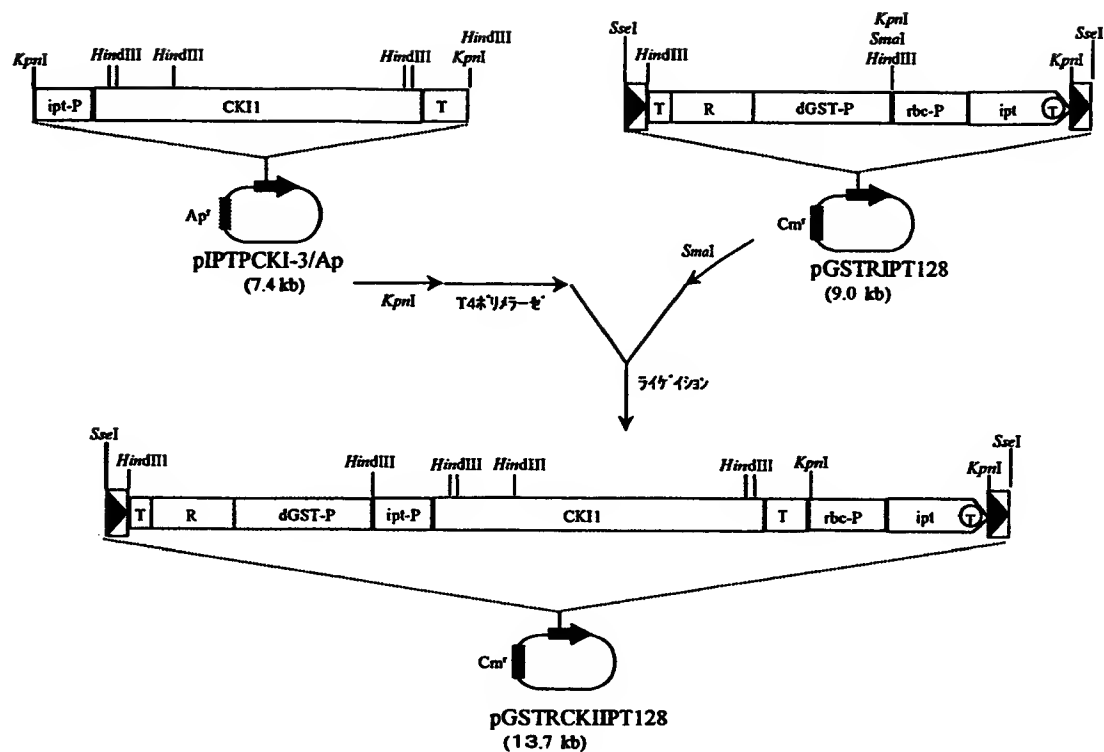 KpnI
HindIII
HindIII
HindIII
HindIII
KpnI
ipt-P
CKI1
T
Apʳ
pIPTPCKI-3/Ap
(7.4 kb)
SseI
HindIII
KpnI
SmaI
HindIII
KpnI
SseI
T
R
dGST-P
rbc-P
ipt
T
Cmʳ
pGSTRIPT128
(9.0 kb)
KpnI
T4ポリメラーゼ
SmaI
ライゲイション
SseI
HindIII
HindIII
HindIII
HindIII
HindIII
KpnI
KpnI
SseI
T
R
dGST-P
ipt-P
CKI1
T
rbc-P
ipt
T
Cmʳ
pGSTRCKIIPT128
(13.7 kb)